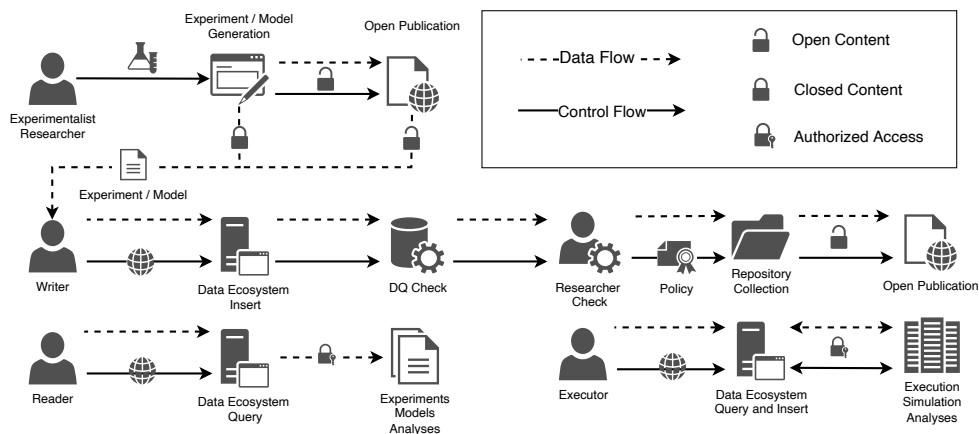 Experiment / Model
Generation
Open Publication
Experimentalist
Researcher
Data Flow
Control Flow
Open Content
Closed Content
Authorized Access
Experiment / Model
Writer
Data Ecosystem
Insert
DQ Check
Researcher
Check
Policy
Repository
Collection
Open Publication
Reader
Data Ecosystem
Query
Experiments
Models
Analyses
Executor
Data Ecosystem
Query and Insert
Execution
Simulation
Analyses